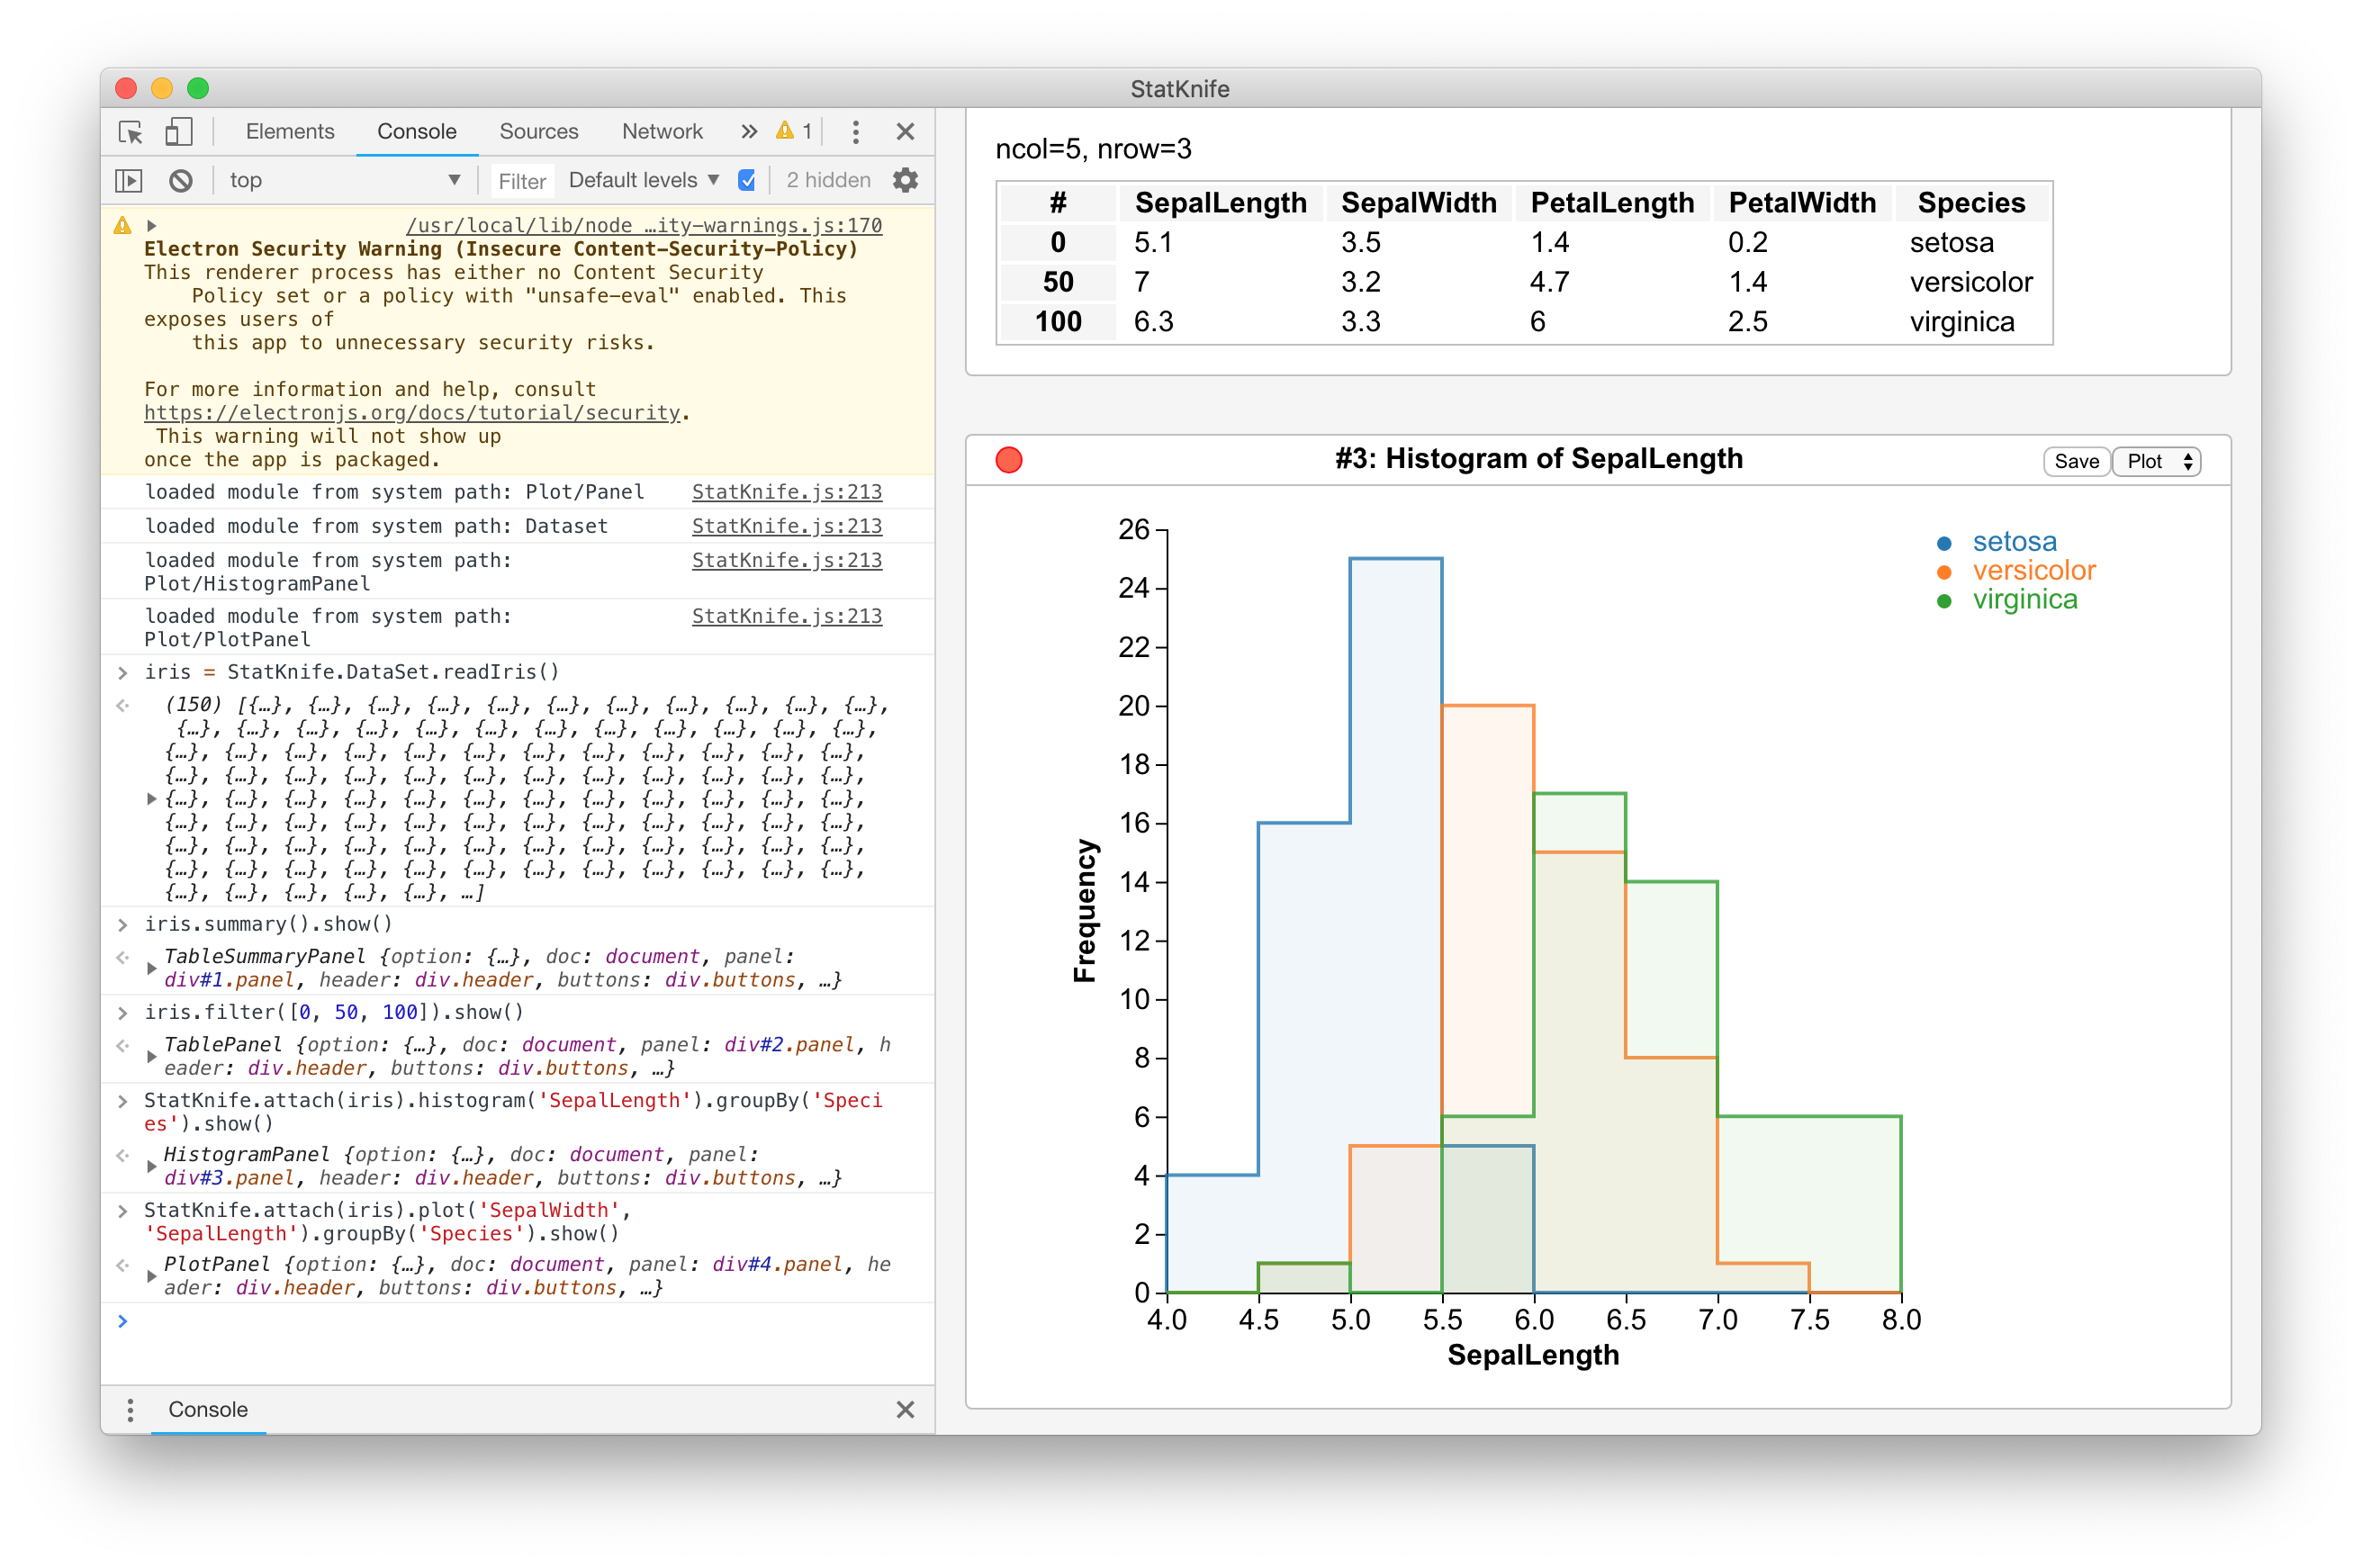 StatKnife
Elements Console Sources Network » 1
top Filter Default levels 2 hidden
/usr/local/lib/node …ity-warnings.js:170
Electron Security Warning (Insecure Content-Security-Policy)
This renderer process has either no Content Security
Policy set or a policy with "unsafe-eval" enabled. This
exposes users of
this app to unnecessary security risks.
For more information and help, consult
https://electronjs.org/docs/tutorial/security.
This warning will not show up
once the app is packaged.
loaded module from system path: Plot/Panel StatKnife.js:213
loaded module from system path: Dataset StatKnife.js:213
loaded module from system path: StatKnife.js:213
Plot/HistogramPanel
loaded module from system path: StatKnife.js:213
Plot/PlotPanel
iris = StatKnife.DataSet.readIris()
(150) [{…}, {…}, {…}, {…}, {…}, {…}, {…}, {…}, {…}, {…}, {…},
{…}, {…}, {…}, {…}, {…}, {…}, {…}, {…}, {…}, {…}, {…}, {…},
{…}, {…}, {…}, {…}, {…}, {…}, {…}, {…}, {…}, {…}, {…}, {…},
{…}, {…}, {…}, {…}, {…}, {…}, {…}, {…}, {…}, {…}, {…}, {…},
{…}, {…}, {…}, {…}, {…}, {…}, {…}, {…}, {…}, {…}, {…}, {…},
{…}, {…}, {…}, {…}, {…}, {…}, {…}, {…}, {…}, {…}, {…}, {…},
{…}, {…}, {…}, {…}, {…}, {…}, {…}, {…}, {…}, {…}, {…}, {…},
{…}, {…}, {…}, {…}, {…}, {…}, {…}, {…}, {…}, {…}, {…}, {…},
{…}, {…}, {…}, {…}, {…}, …]
iris.summary().show()
TableSummaryPanel {option: {…}, doc: document, panel:
div#1.panel, header: div.header, buttons: div.buttons, …}
iris.filter([0, 50, 100]).show()
TablePanel {option: {…}, doc: document, panel: div#2.panel, h
eader: div.header, buttons: div.buttons, …}
StatKnife.attach(iris).histogram('SepalLength').groupBy('Speci
es').show()
HistogramPanel {option: {…}, doc: document, panel:
div#3.panel, header: div.header, buttons: div.buttons, …}
StatKnife.attach(iris).plot('SepalWidth',
'SepalLength').groupBy('Species').show()
PlotPanel {option: {…}, doc: document, panel: div#4.panel, he
ader: div.header, buttons: div.buttons, …}
Console
ncol=5, nrow=3
# SepalLength SepalWidth PetalLength PetalWidth Species
0 5.1 3.5 1.4 0.2 setosa
50 7 3.2 4.7 1.4 versicolor
100 6.3 3.3 6 2.5 virginica
#3: Histogram of SepalLength Save Plot
setosa
versicolor
virginica
26
24
22
20
18
16
14
12
10
8
6
4
2
0
Frequency
4.0 4.5 5.0 5.5 6.0 6.5 7.0 7.5 8.0
SepalLength